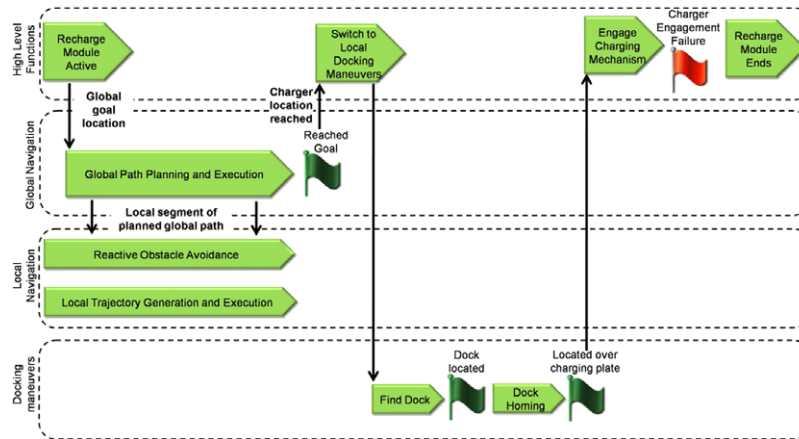 High Level
Functions
Recharge
Module
Active
Switch to
Local
Docking
Maneuvers
Engage
Charging
Mechanism
Charger
Engagement
Failure
Recharge
Module
Ends
Global
goal
location
Charger
location
reached
Global Navigation
Reached
Goal
Global Path Planning and Execution
Local segment of
planned global path
Local
Navigation
Reactive Obstacle Avoidance
Local Trajectory Generation and Execution
Docking
maneuvers
Find Dock
Dock
located
Dock
Homing
Located over
charging plate